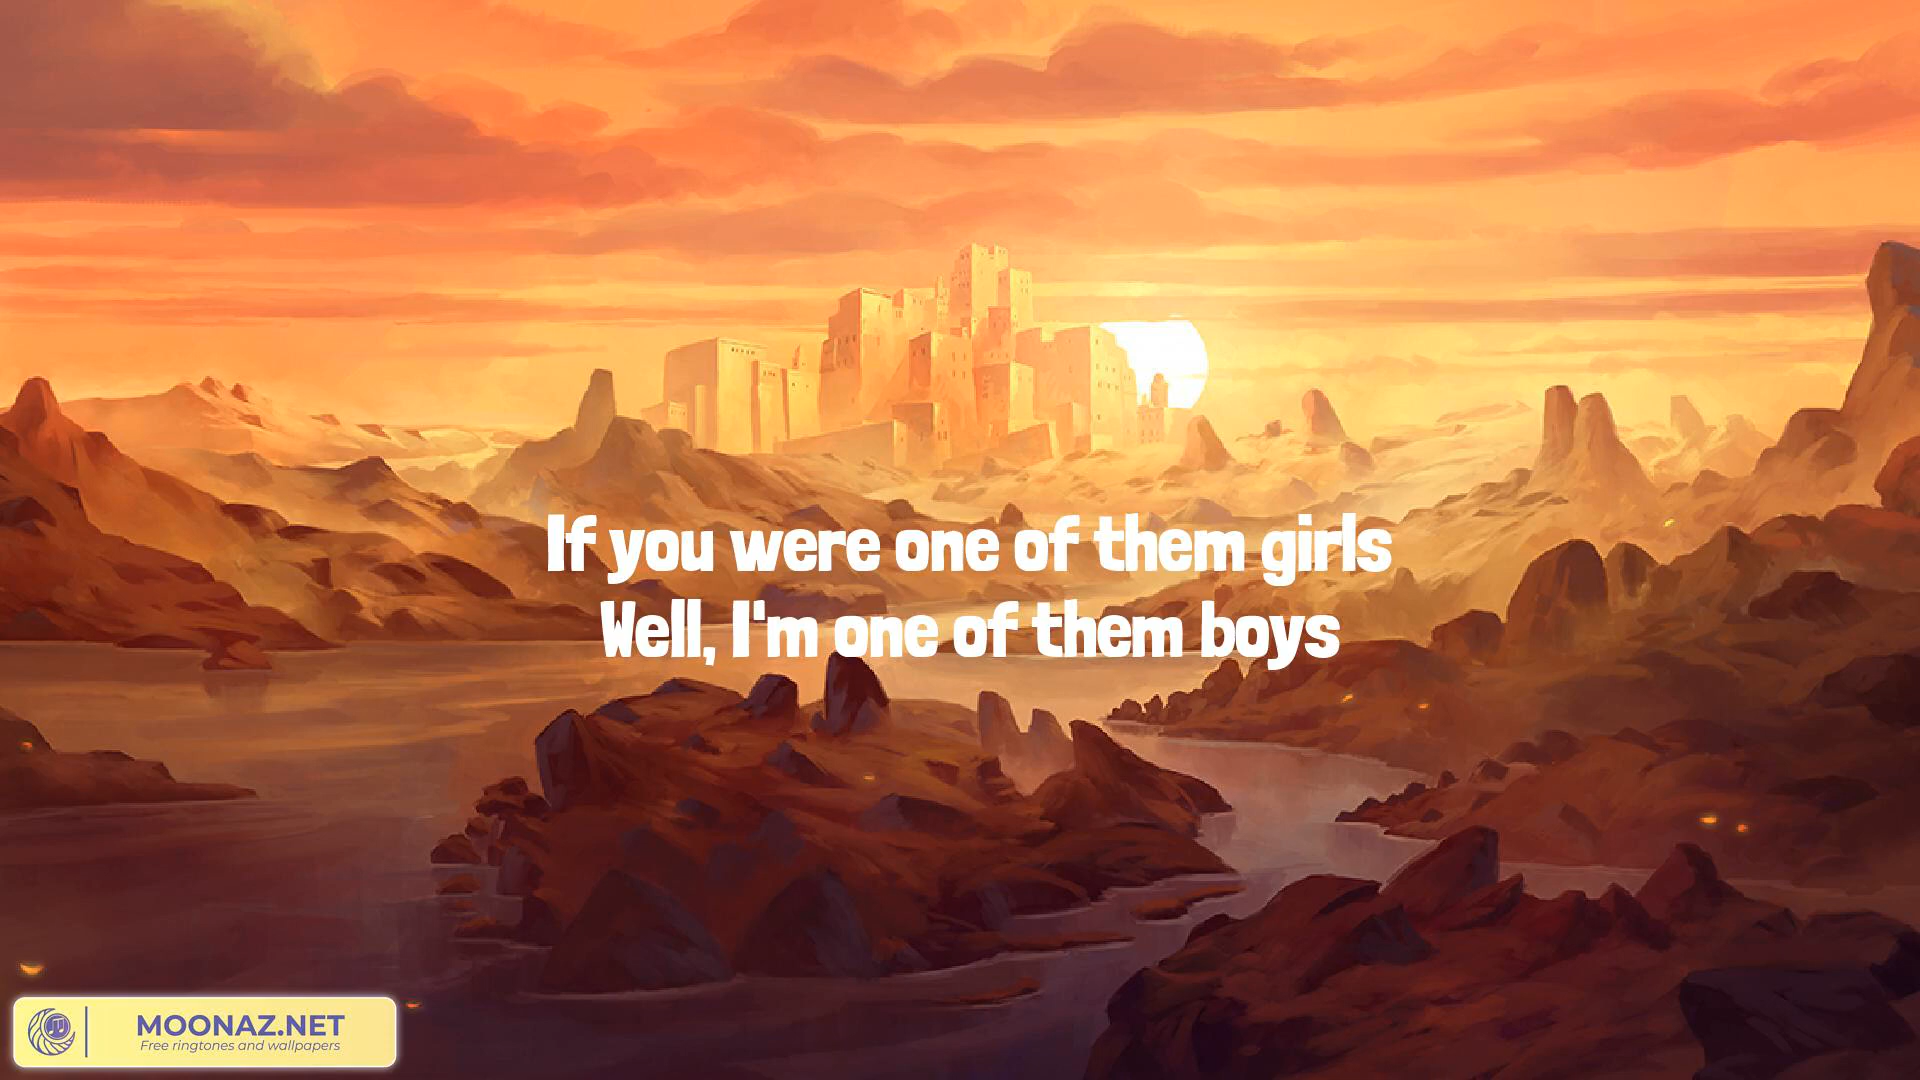 If you were one of them girls
Well, I'm one of them boys
MOONAZ.NET
Free ringtones and wallpapers